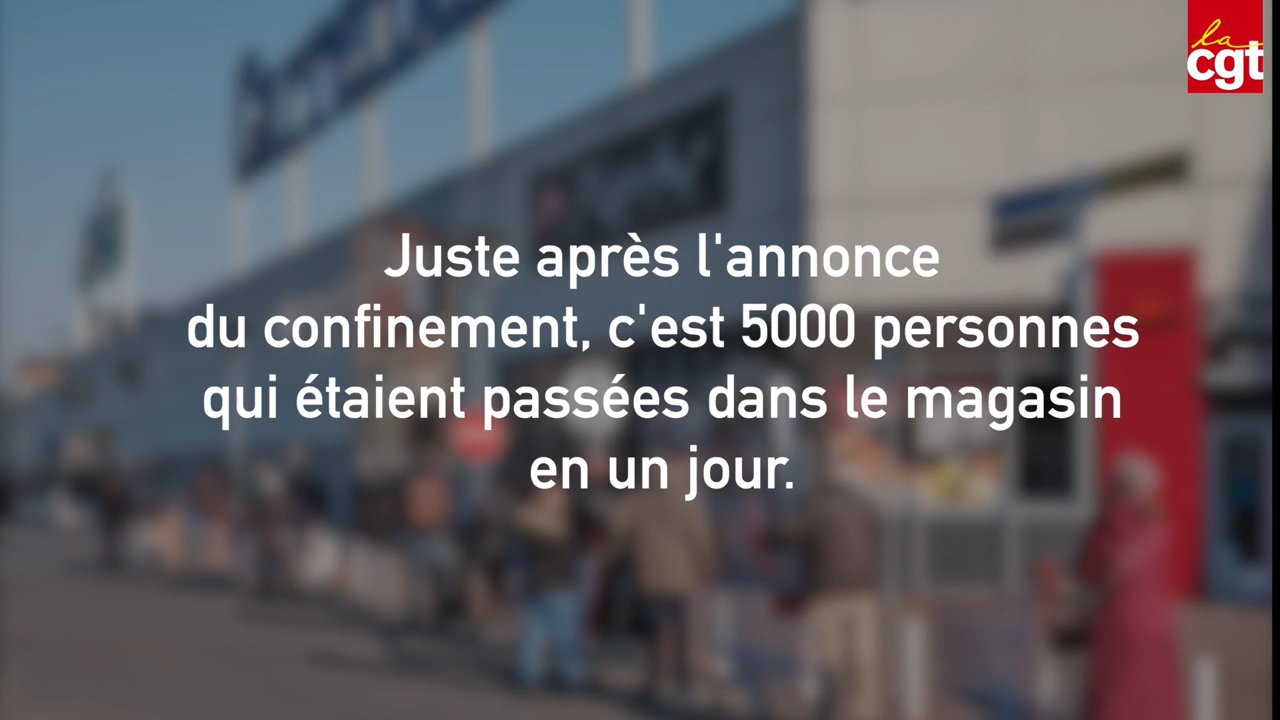 la
cgt
Juste après l'annonce
du confinement, c'est 5000 personnes
qui étaient passées dans le magasin
en un jour.